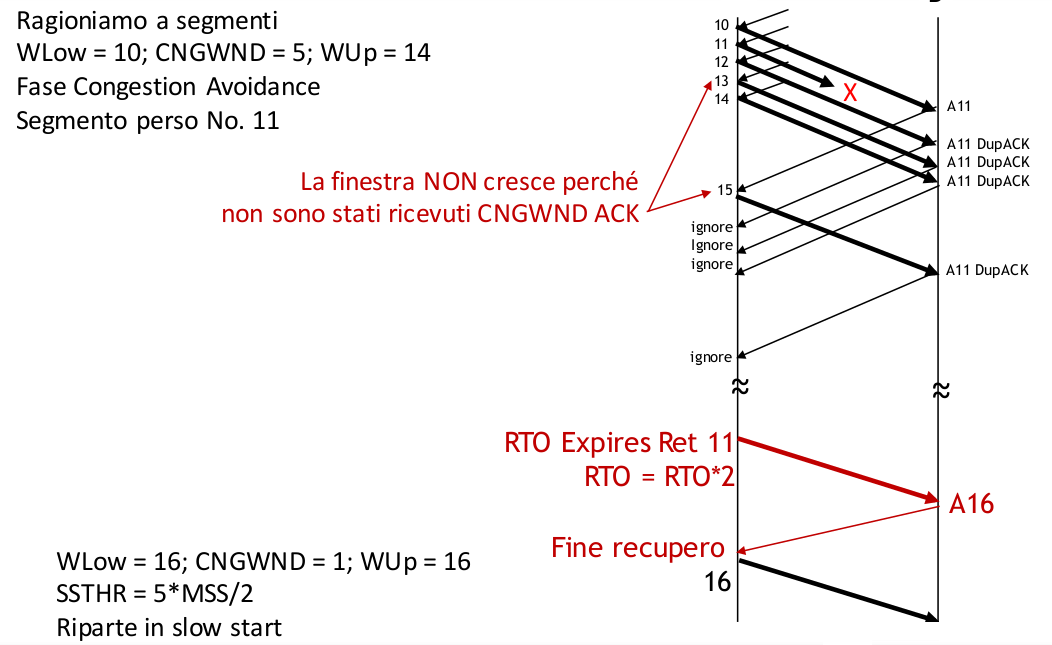 Ragioniamo a segmenti
WLow = 10; CNGWND = 5; WUp = 14
Fase Congestion Avoidance
Segmento perso No. 11
La finestra NON cresce perché
non sono stati ricevuti CNGWND ACK
10
11
12
13
14
X
A11
A11 DupACK
A11 DupACK
A11 DupACK
15
ignore
Ignore
ignore
A11 DupACK
ignore
≈
≈
RTO Expires Ret 11
RTO = RTO*2
A16
Fine recupero
16
WLow = 16; CNGWND = 1; WUp = 16
SSTHR = 5*MSS/2
Riparte in slow start